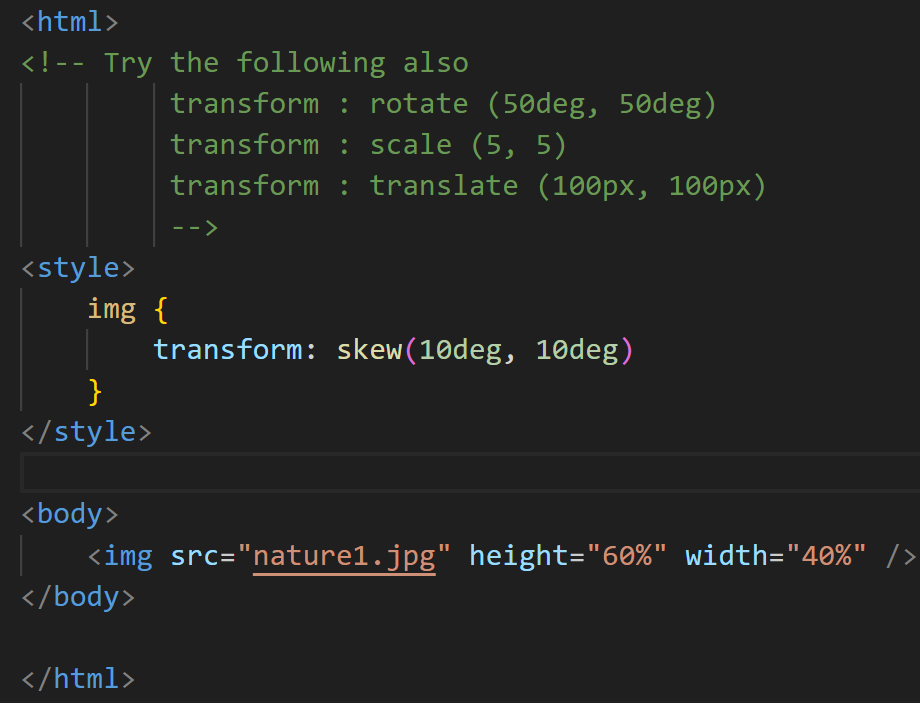 <html>
<!-- Try the following also
transform : rotate (50deg, 50deg)
transform : scale (5, 5)
transform : translate (100px, 100px)
-->
<style>
img {
transform: skew(10deg, 10deg)
}
</style>
<body>
<img src="nature1.jpg" height="60%" width="40%" />
</body>
</html>